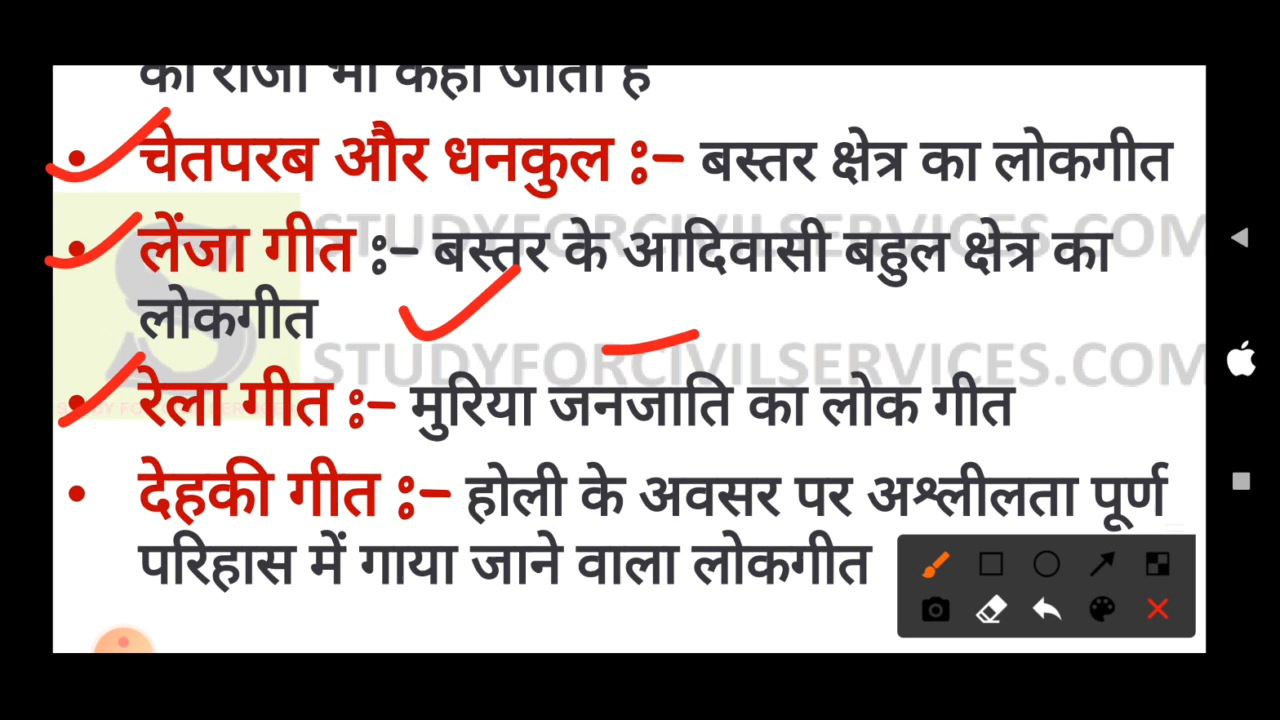 का राजा भी कहा जाता है
• चेतपरब और धनकुल :– बस्तर क्षेत्र का लोकगीत
STUDYFORCIVILSERVICES.COM
• लेंजा गीत :– बस्तर के आदिवासी बहुल क्षेत्र का
लोकगीत
STUDYFORCIVILSERVICES.COM
• रेला गीत :– मुरिया जनजाति का लोक गीत
• देहकी गीत :– होली के अवसर पर अश्लीलता पूर्ण
परिहास में गाया जाने वाला लोकगीत